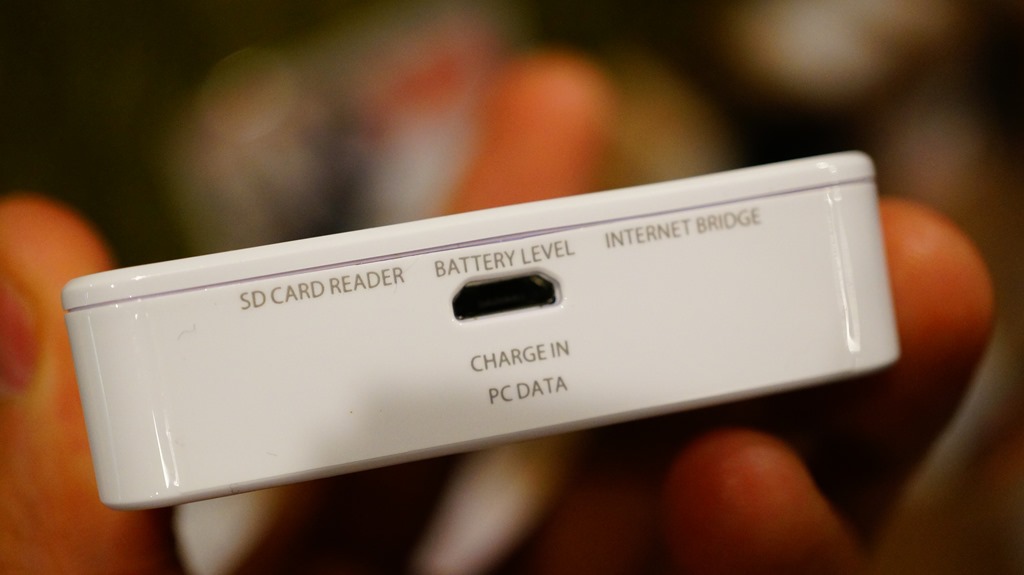 SD CARD READER
BATTERY LEVEL
INTERNET BRIDGE
CHARGE IN
PC DATA